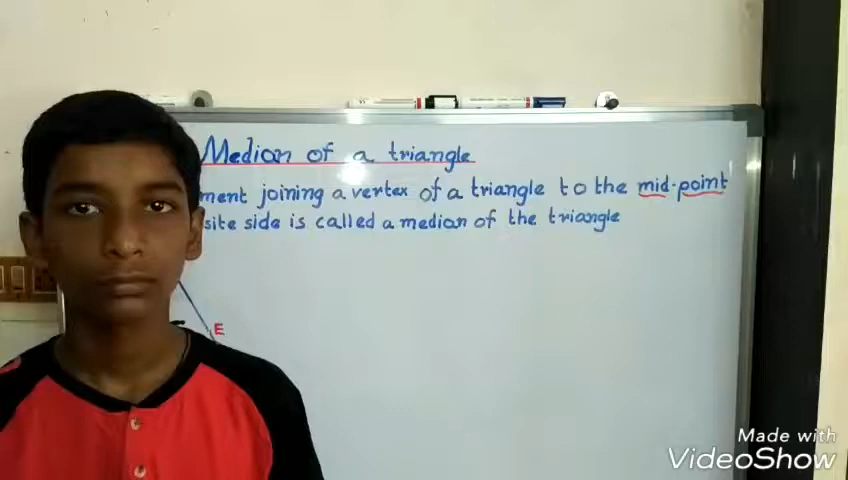 Median of a triangle
ment joining a vertex of a triangle to the mid-point
site side is called a median of the triangle
E
Made with
VideoShow